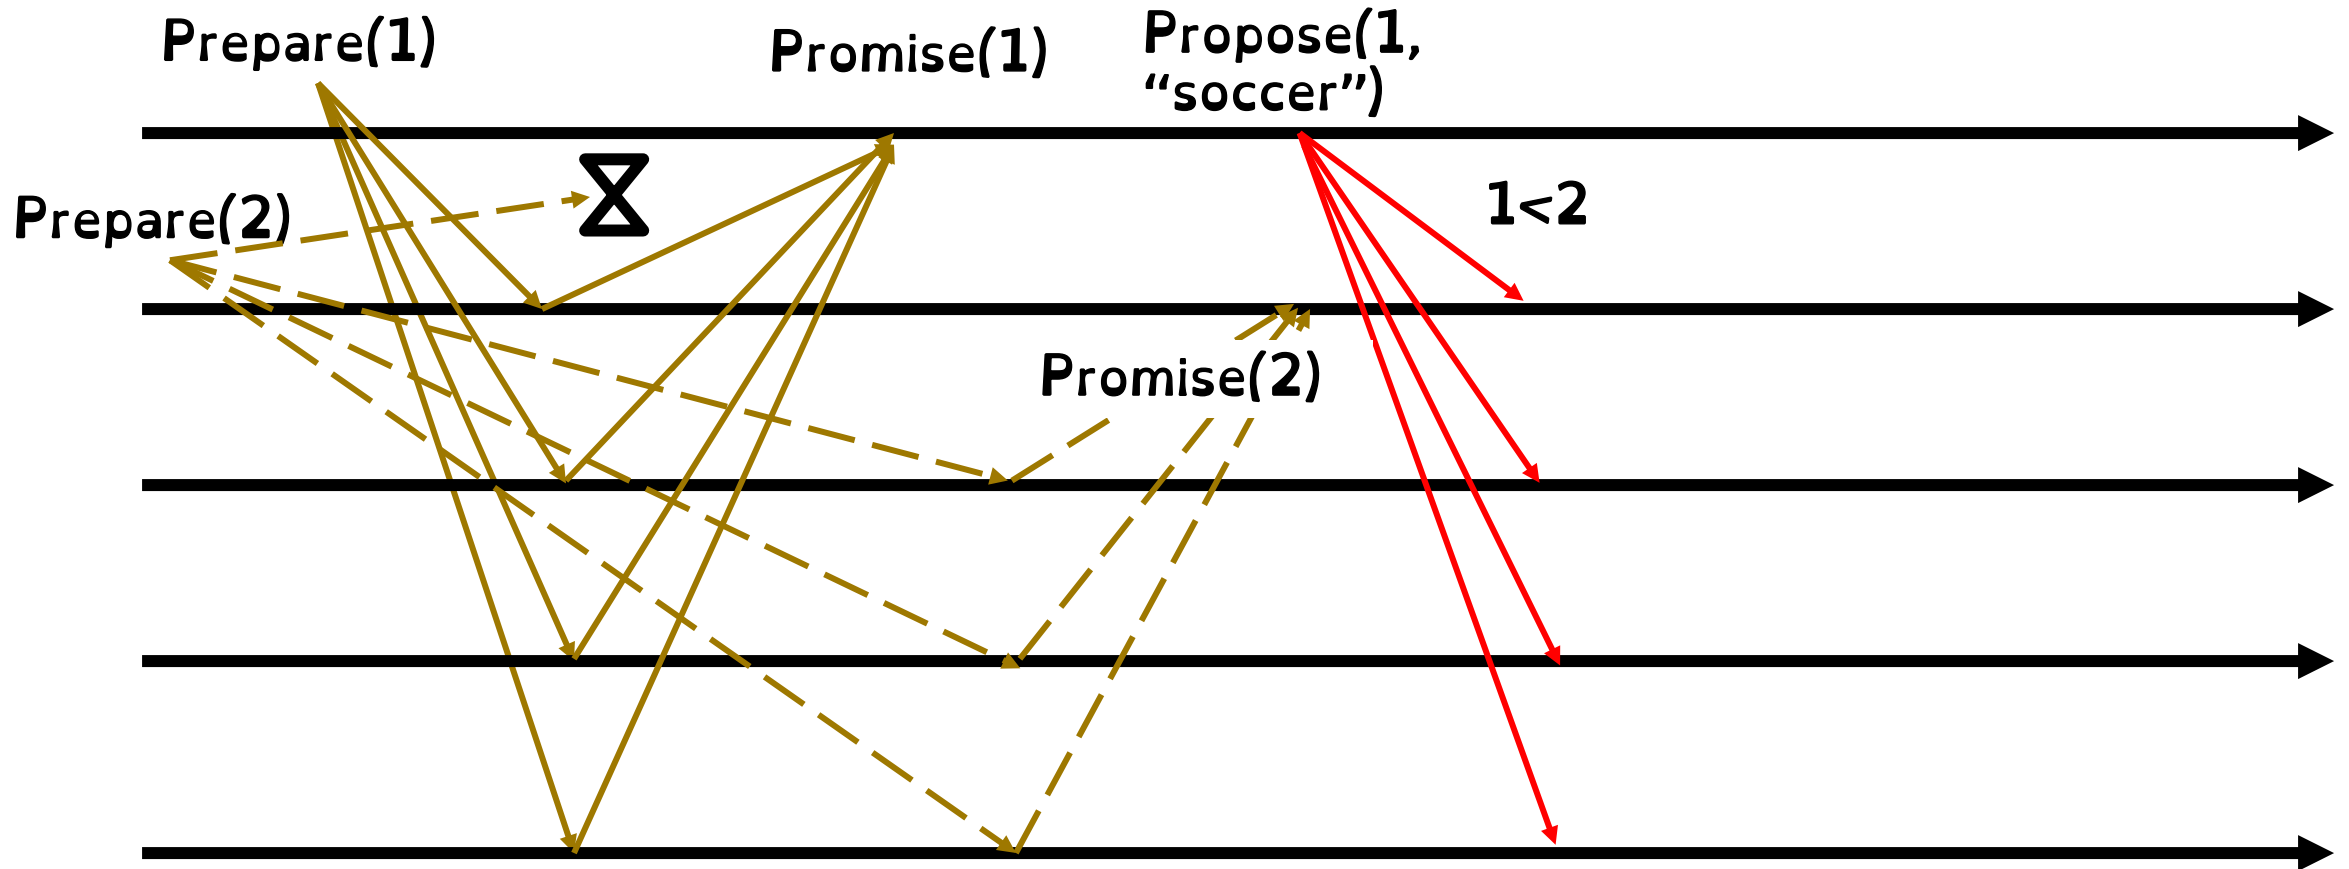 Prepare(1)
Promise(1)
Propose(1,
“soccer”)
Prepare(2)
1<2
Promise(2)